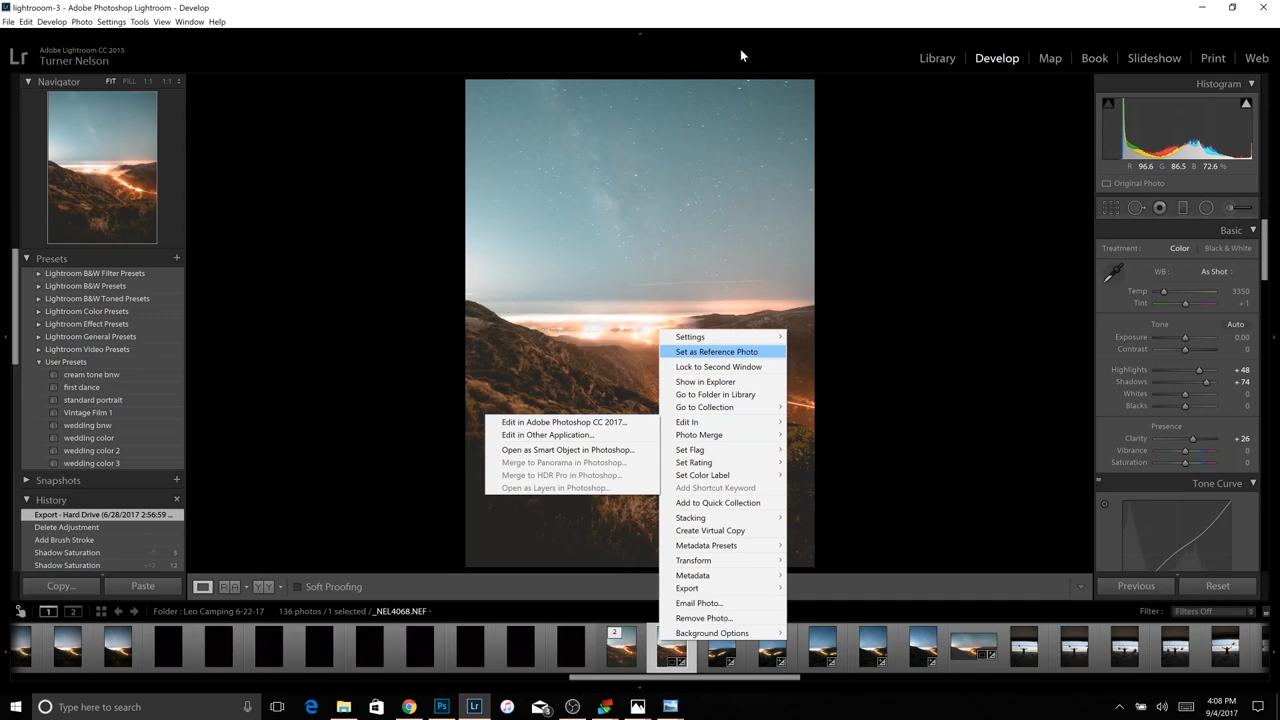 lightrooom-3 - Adobe Photoshop Lightroom - Develop
File Edit Develop Photo Settings Tools View Window Help
Lr
Adobe Lightroom CC 2015
Turner Nelson
Library Develop Map Book Slideshow Print Web
Navigator FIT FILL 1:1 1:1
Histogram
R 96.6 G 86.5 B 72.6 %
Original Photo
Basic
Treatment: Color Black & White
WB: As Shot
Temp 3350
Tint + 1
Tone Auto
Exposure 0.00
Contrast 0
Highlights + 48
Shadows + 74
Whites 0
Blacks 0
Presence
Clarity + 26
Vibrance 0
Saturation 0
Tone Curve
Presets
Lightroom B&W Filter Presets
Lightroom B&W Presets
Lightroom B&W Toned Presets
Lightroom Color Presets
Lightroom Effect Presets
Lightroom General Presets
Lightroom Video Presets
User Presets
cream tone bnw
first dance
standard portrait
Vintage Film 1
wedding bnw
wedding color
wedding color 2
wedding color 3
Snapshots
History
Export - Hard Drive (6/28/2017 2:56:59 ...
Delete Adjustment
Add Brush Stroke
Shadow Saturation 5
Shadow Saturation +12 12
Copy... Paste
Settings
Set as Reference Photo
Lock to Second Window
Show in Explorer
Go to Folder in Library
Go to Collection
Edit In
Photo Merge
Set Flag
Set Rating
Set Color Label
Add Shortcut Keyword
Add to Quick Collection
Stacking
Create Virtual Copy
Metadata Presets
Transform
Metadata
Export
Email Photo...
Remove Photo...
Background Options
Edit in Adobe Photoshop CC 2017...
Edit in Other Application...
Open as Smart Object in Photoshop...
Merge to Panorama in Photoshop...
Merge to HDR Pro in Photoshop...
Open as Layers in Photoshop...
R A Y Y Soft Proofing
Previous Reset
1 2 Folder : Leo Camping 6-22-17 136 photos / 1 selected / _NEL4068.NEF
Filter : Filters Off
2
Type here to search
Ps Lr
4:08 PM
9/4/2017